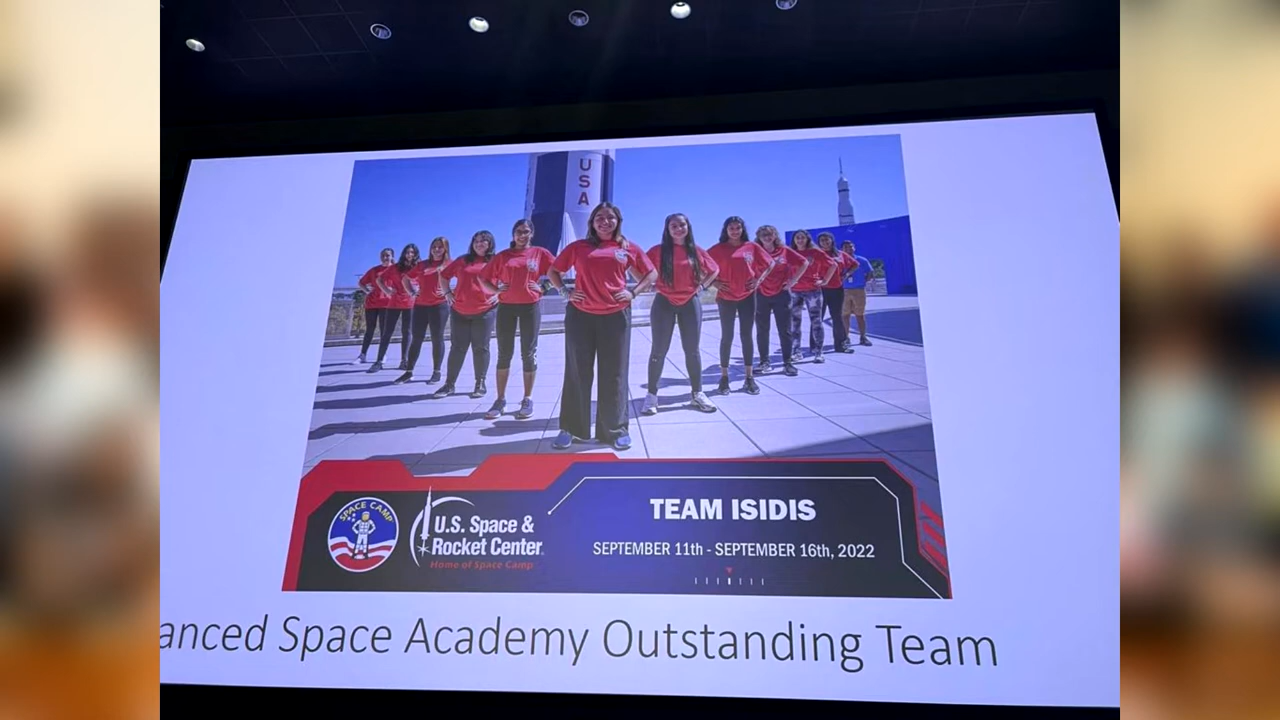 USA
SPACE CAMP
U.S. Space &
Rocket Center
Home of Space Camp
TEAM ISIDIS
SEPTEMBER 11th - SEPTEMBER 16th, 2022
anced Space Academy Outstanding Team